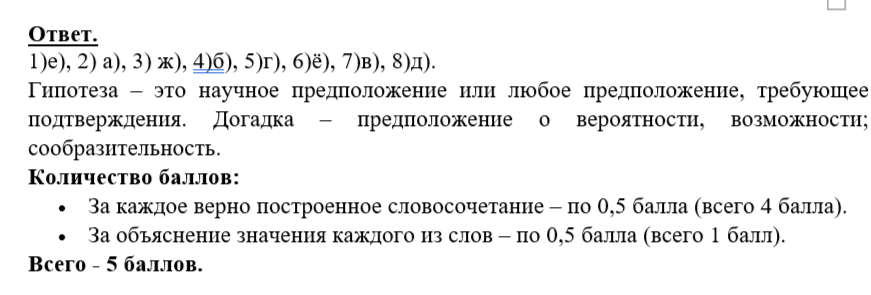 Ответ.
1)е), 2) а), 3) ж), 4)б), 5)г), 6)ё), 7)в), 8)д).
Гипотеза – это научное предположение или любое предположение, требующее
подтверждения. Догадка – предположение о вероятности, возможности;
сообразительность.
Количество баллов:
• За каждое верно построенное словосочетание – по 0,5 балла (всего 4 балла).
• За объяснение значения каждого из слов – по 0,5 балла (всего 1 балл).
Всего - 5 баллов.